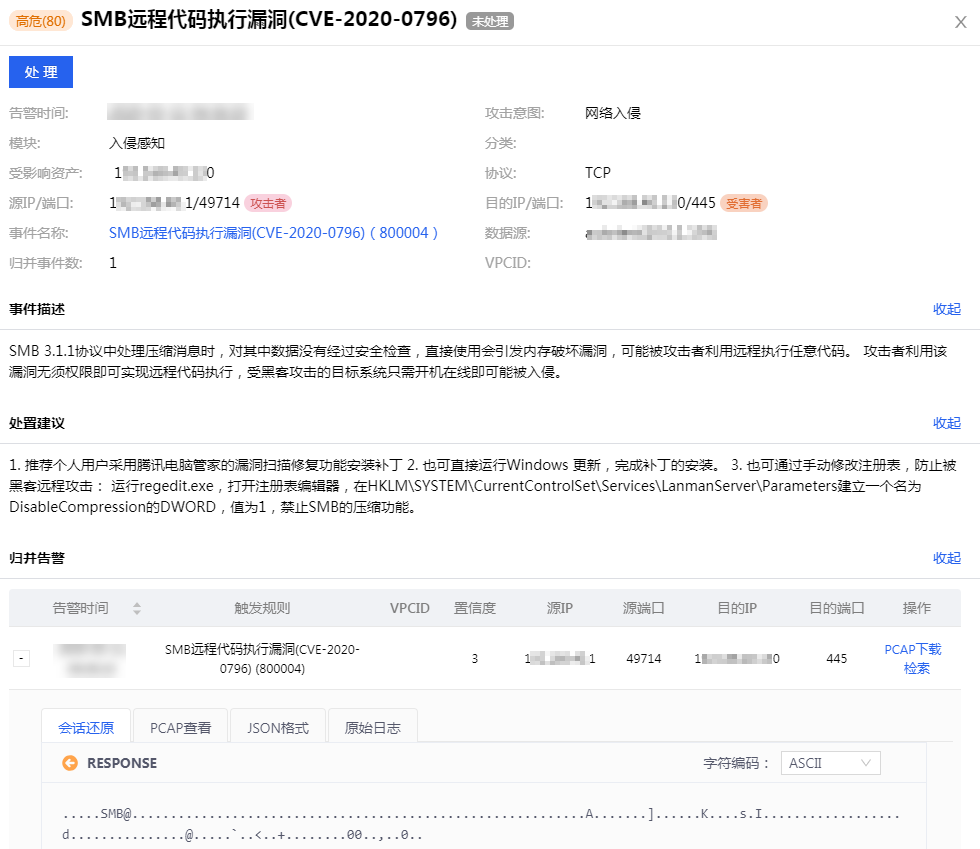 高危(80) SMB远程代码执行漏洞(CVE-2020-0796) 未处理
处 理
告警时间: 攻击意图: 网络入侵
模块: 入侵感知 分类:
受影响资产: 1 0 协议: TCP
源IP/端口: 1 1/49714 攻击者 目的IP/端口: 1 0/445 受害者
事件名称: SMB远程代码执行漏洞(CVE-2020-0796) ( 800004 ) 数据源:
归并事件数: 1 VPCID:
事件描述 收起
SMB 3.1.1协议中处理压缩消息时，对其中数据没有经过安全检查，直接使用会引发内存破坏漏洞，可能被攻击者利用远程执行任意代码。 攻击者利用该
漏洞无须权限即可实现远程代码执行，受黑客攻击的目标系统只需开机在线即可能被入侵。
处置建议 收起
1. 推荐个人用户采用腾讯电脑管家的漏洞扫描修复功能安装补丁 2. 也可直接运行Windows 更新，完成补丁的安装。 3. 也可通过手动修改注册表，防止被
黑客远程攻击： 运行regedit.exe，打开注册表编辑器，在HKLM\SYSTEM\CurrentControlSet\Services\LanmanServer\Parameters建立一个名为
DisableCompression的DWORD，值为1，禁止SMB的压缩功能。
归并告警 收起
告警时间 触发规则 VPCID 置信度 源IP 源端口 目的IP 目的端口 操作
- SMB远程代码执行漏洞(CVE-2020-
0796) (800004) 3 1 1 49714 1 0 445 PCAP下载
检索
会话还原 PCAP查看 JSON格式 原始日志
RESPONSE 字符编码： ASCII
.....SMB@...........................................................A.......]......K....s.I..................
d...............@.....`..<..+........00..,..0..